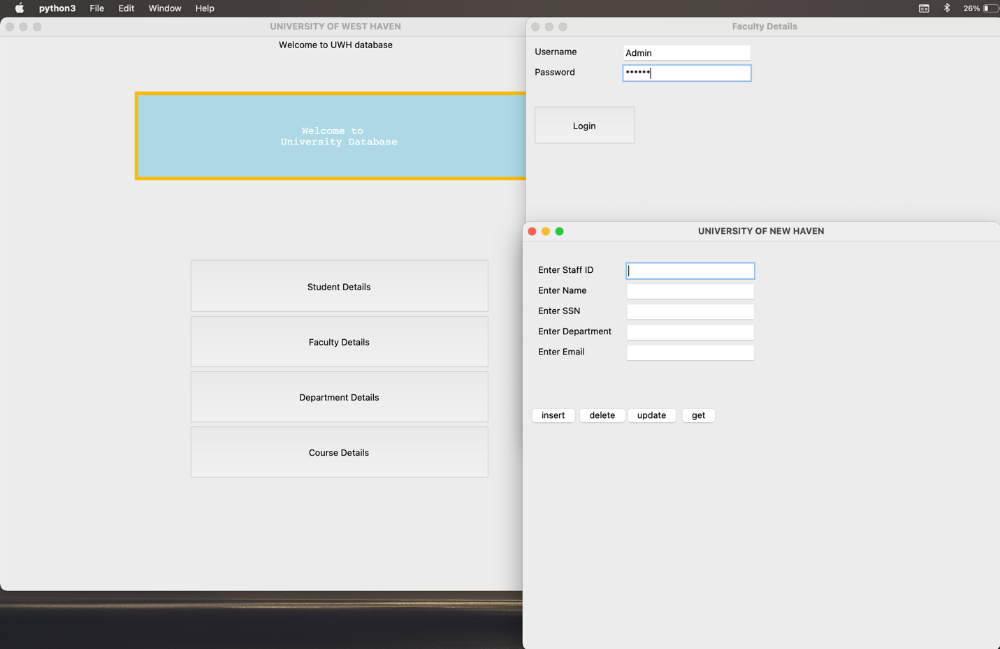 python3 File Edit Window Help 26%
UNIVERSITY OF WEST HAVEN
Welcome to UWH database
Welcome to
University Database
Student Details
Faculty Details
Department Details
Course Details
Faculty Details
Username Admin
Password ******
Login
UNIVERSITY OF NEW HAVEN
Enter Staff ID
Enter Name
Enter SSN
Enter Department
Enter Email
insert delete update get